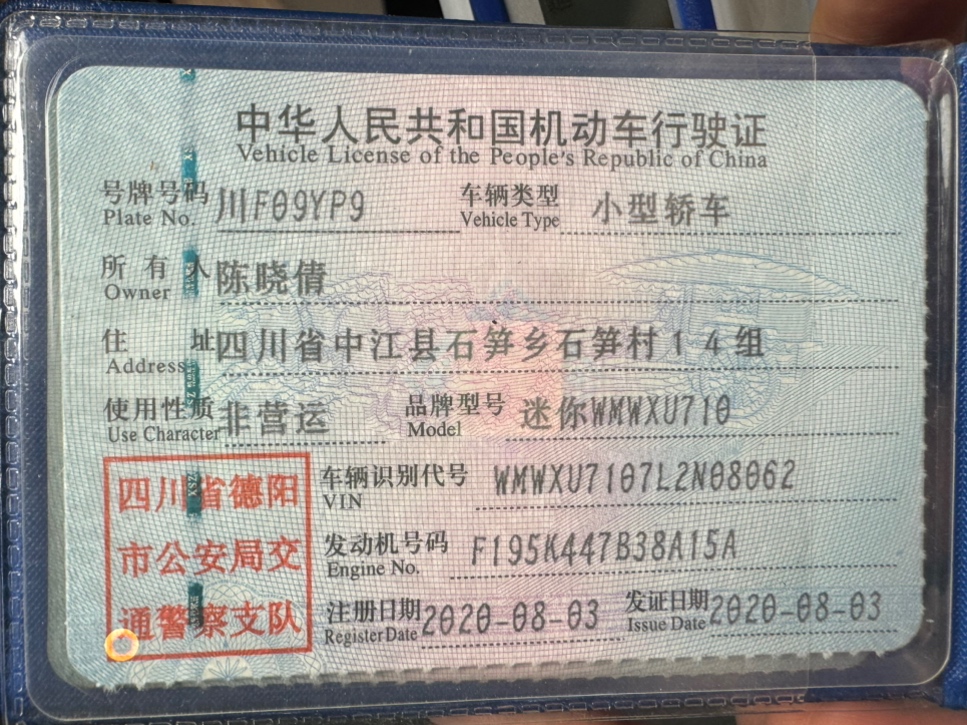 中华人民共和国机动车行驶证
Vehicle License of the People's Republic of China
号牌号码 川F09YP9 车辆类型 小型轿车
Plate No. Vehicle Type
所有人 陈晓倩
Owner
住址 四川省中江县石笋乡石笋村14组
Address
使用性质 非营运 品牌型号 迷你WMWXU710
Use Character Model
四川省德阳
市公安局交
通警察支队
车辆识别代号 WMWXU7107L2N08062
VIN
发动机号码 F195K447B38A15A
Engine No.
注册日期 2020-08-03 发证日期 2020-08-03
Register Date Issue Date